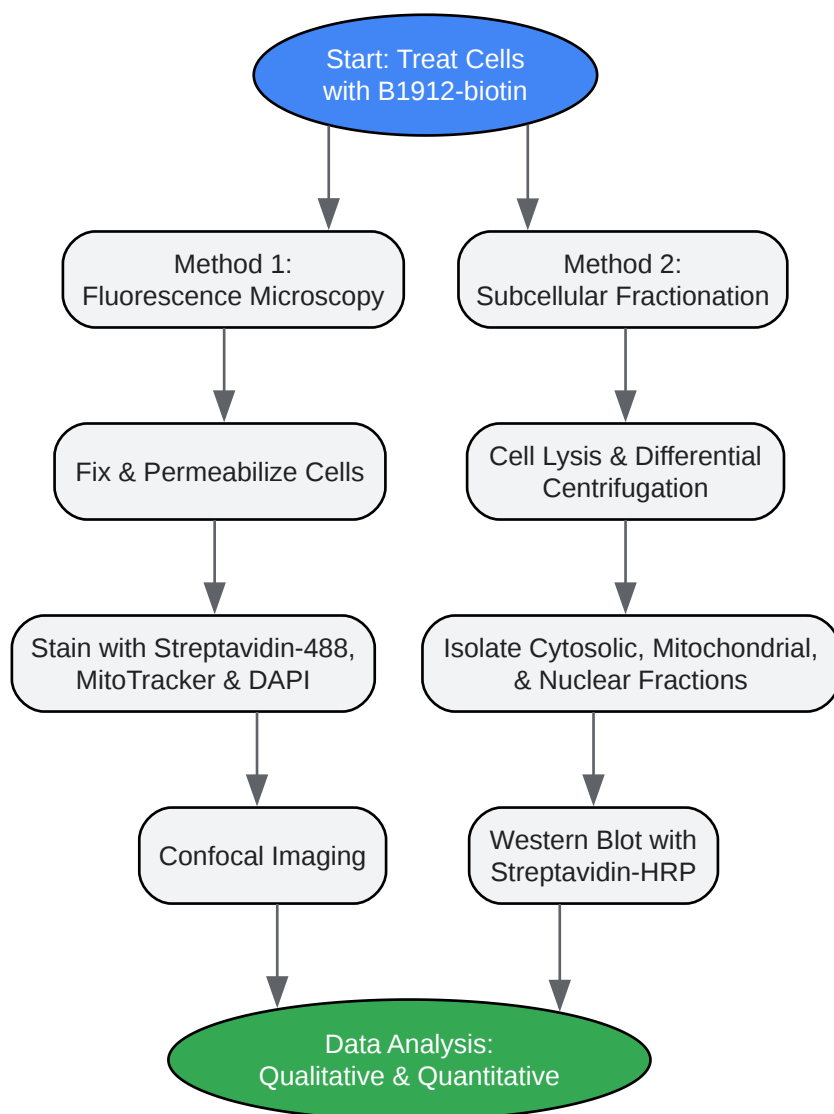 Start: Treat Cells
with B1912-biotin
Method 1:
Fluorescence Microscopy
Method 2:
Subcellular Fractionation
Fix & Permeabilize Cells
Cell Lysis & Differential
Centrifugation
Stain with Streptavidin-488,
MitoTracker & DAPI
Isolate Cytosolic, Mitochondrial,
& Nuclear Fractions
Confocal Imaging
Western Blot with
Streptavidin-HRP
Data Analysis:
Qualitative & Quantitative